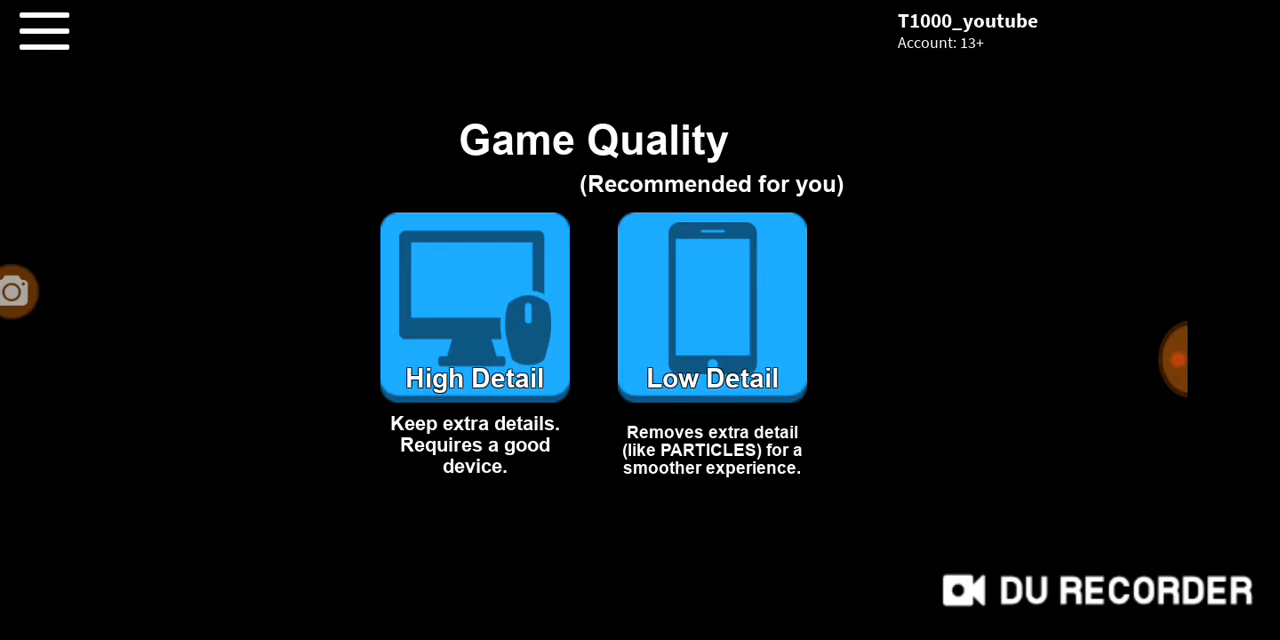 T1000_youtube
Account: 13+
Game Quality
(Recommended for you)
High Detail
Keep extra details.
Requires a good
device.
Low Detail
Removes extra detail
(like PARTICLES) for a
smoother experience.
DU RECORDER